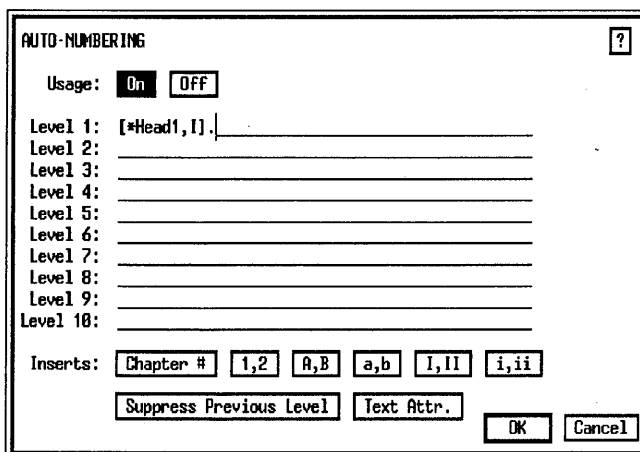 AUTO-NUMBERING ?
Usage: On Off
Level 1: [*Head1,I].
Level 2:
Level 3:
Level 4:
Level 5:
Level 6:
Level 7:
Level 8:
Level 9:
Level 10:
Inserts: Chapter # 1,2 A,B a,b I,II i,ii
Suppress Previous Level Text Attr.
OK Cancel